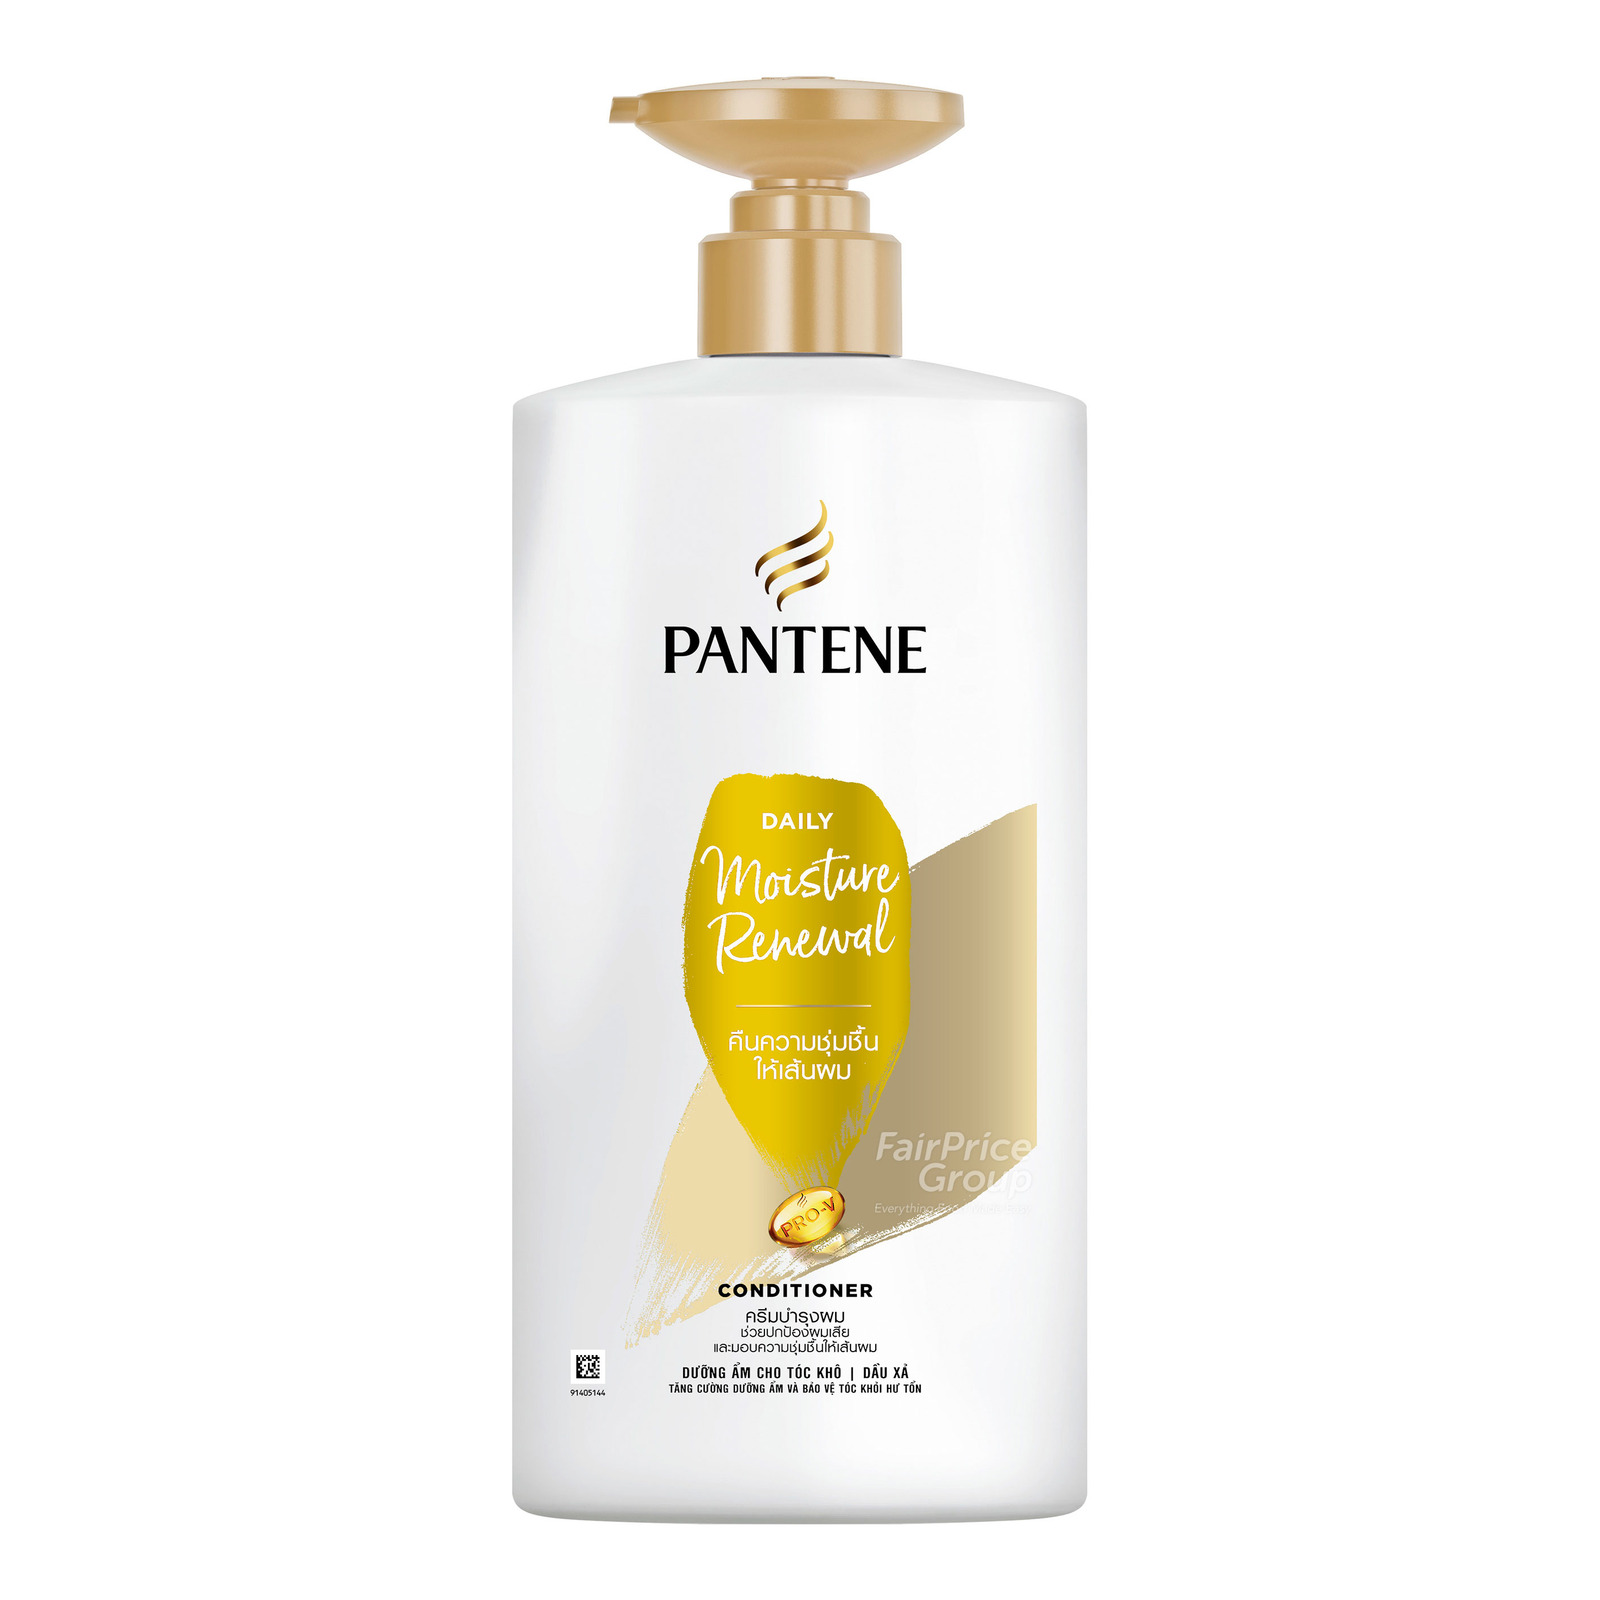 PANTENE
DAILY
Moisture
Renewal
คืนความชุ่มชื้น
ให้เส้นผม
FairPrice
Group
Everything
PRO-V
CONDITIONER
ครีมบำรุงผม
ช่วยปกป้องผมเสีย
และมอบความชุ่มชื้นให้เส้นผม
DƯỠNG ẨM CHO TÓC KHÔ | DẦU XẢ
TĂNG CƯỜNG DƯỠNG ẨM VÀ BẢO VỆ TÓC KHỎI HƯ TỔN
91405144